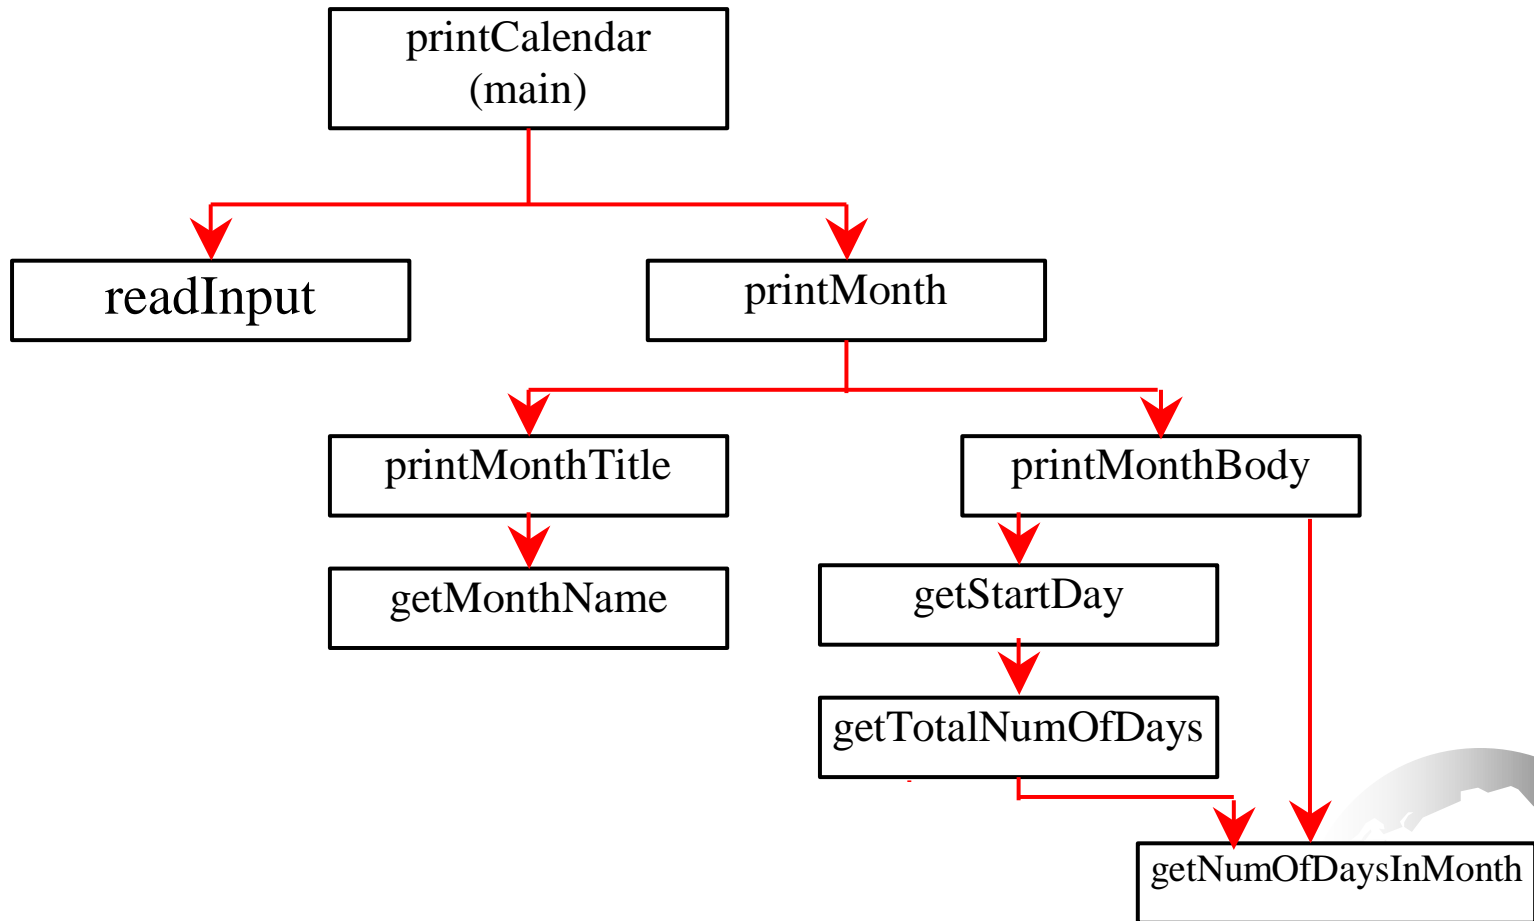 printCalendar
(main)
readInput
printMonth
printMonthTitle
printMonthBody
getMonthName
getStartDay
getTotalNumOfDays
getNumOfDaysInMonth